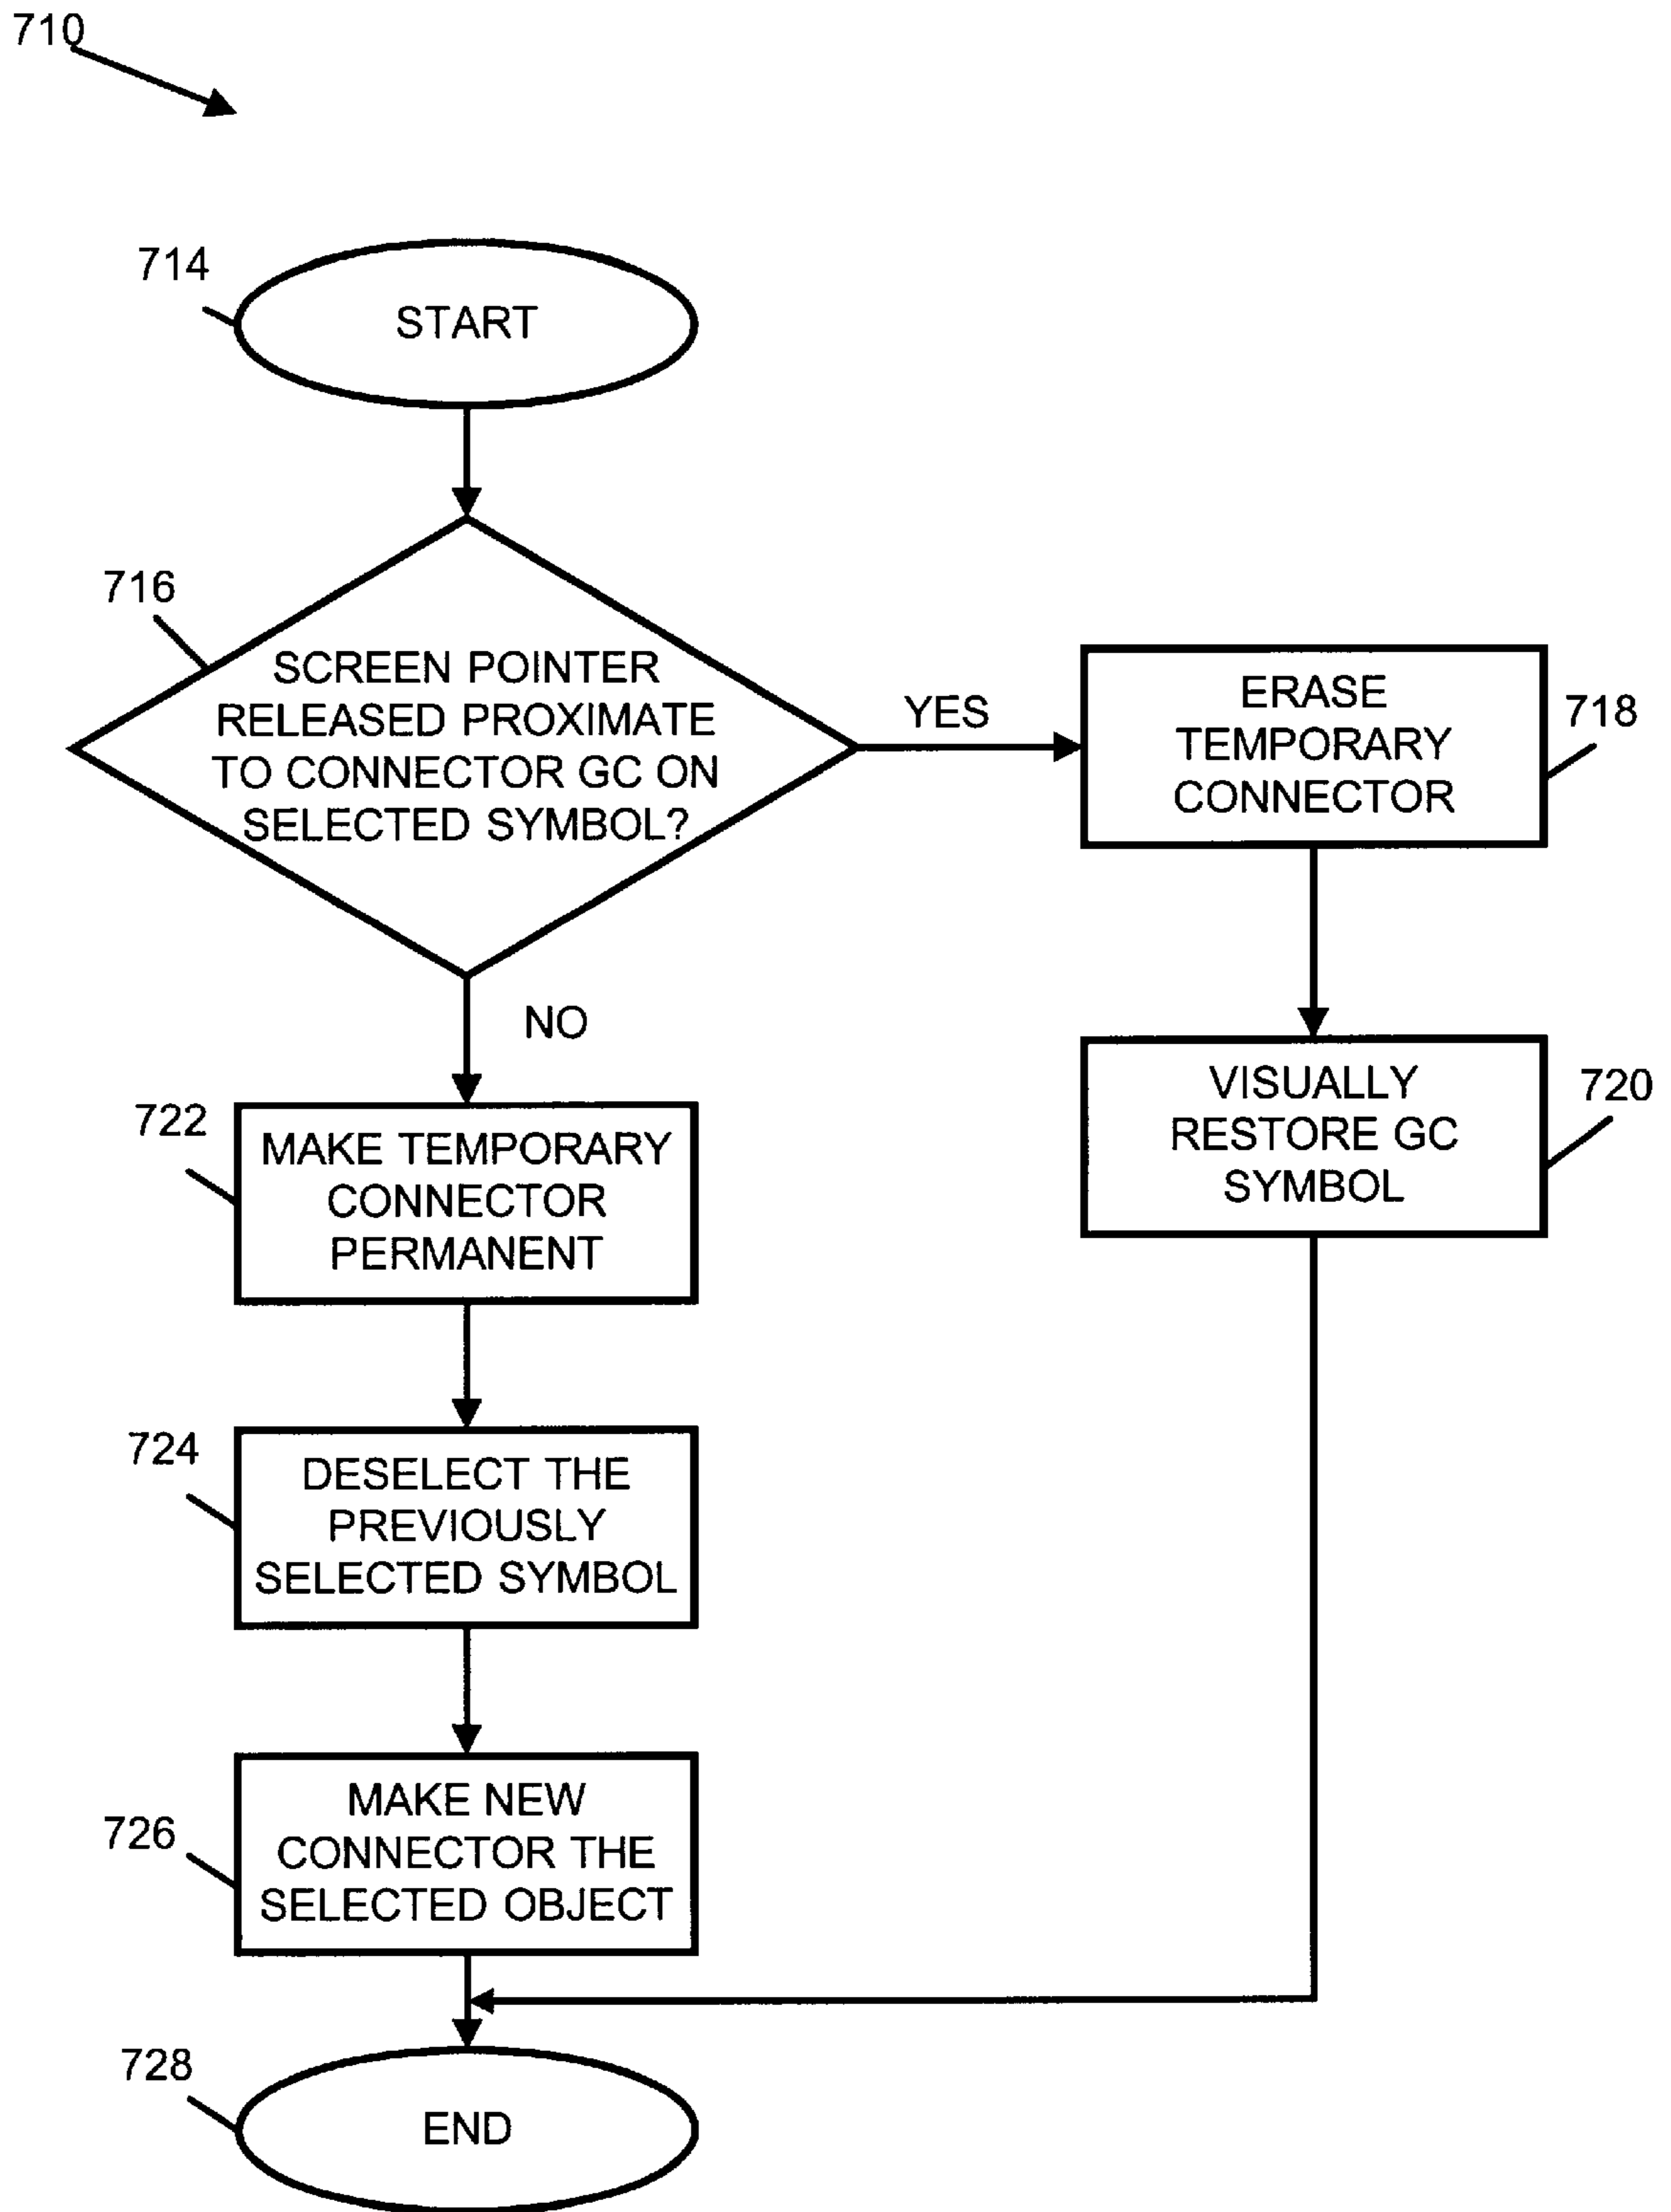 710
714
START
716
SCREEN POINTER
RELEASED PROXIMATE
TO CONNECTOR GC ON
SELECTED SYMBOL?
YES
ERASE
TEMPORARY
CONNECTOR
718
NO
VISUALLY
RESTORE GC
SYMBOL
720
722
MAKE TEMPORARY
CONNECTOR
PERMANENT
724
DESELECT THE
PREVIOUSLY
SELECTED SYMBOL
726
MAKE NEW
CONNECTOR THE
SELECTED OBJECT
728
END